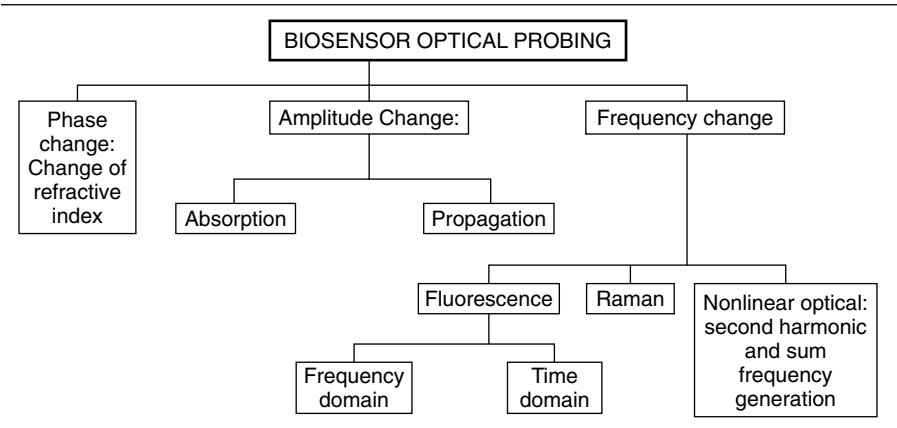 BIOSENSOR OPTICAL PROBING
Phase
change:
Change of
refractive
index
Amplitude Change:
Frequency change
Absorption
Propagation
Fluorescence
Raman
Nonlinear optical:
second harmonic
and sum
frequency
generation
Frequency
domain
Time
domain